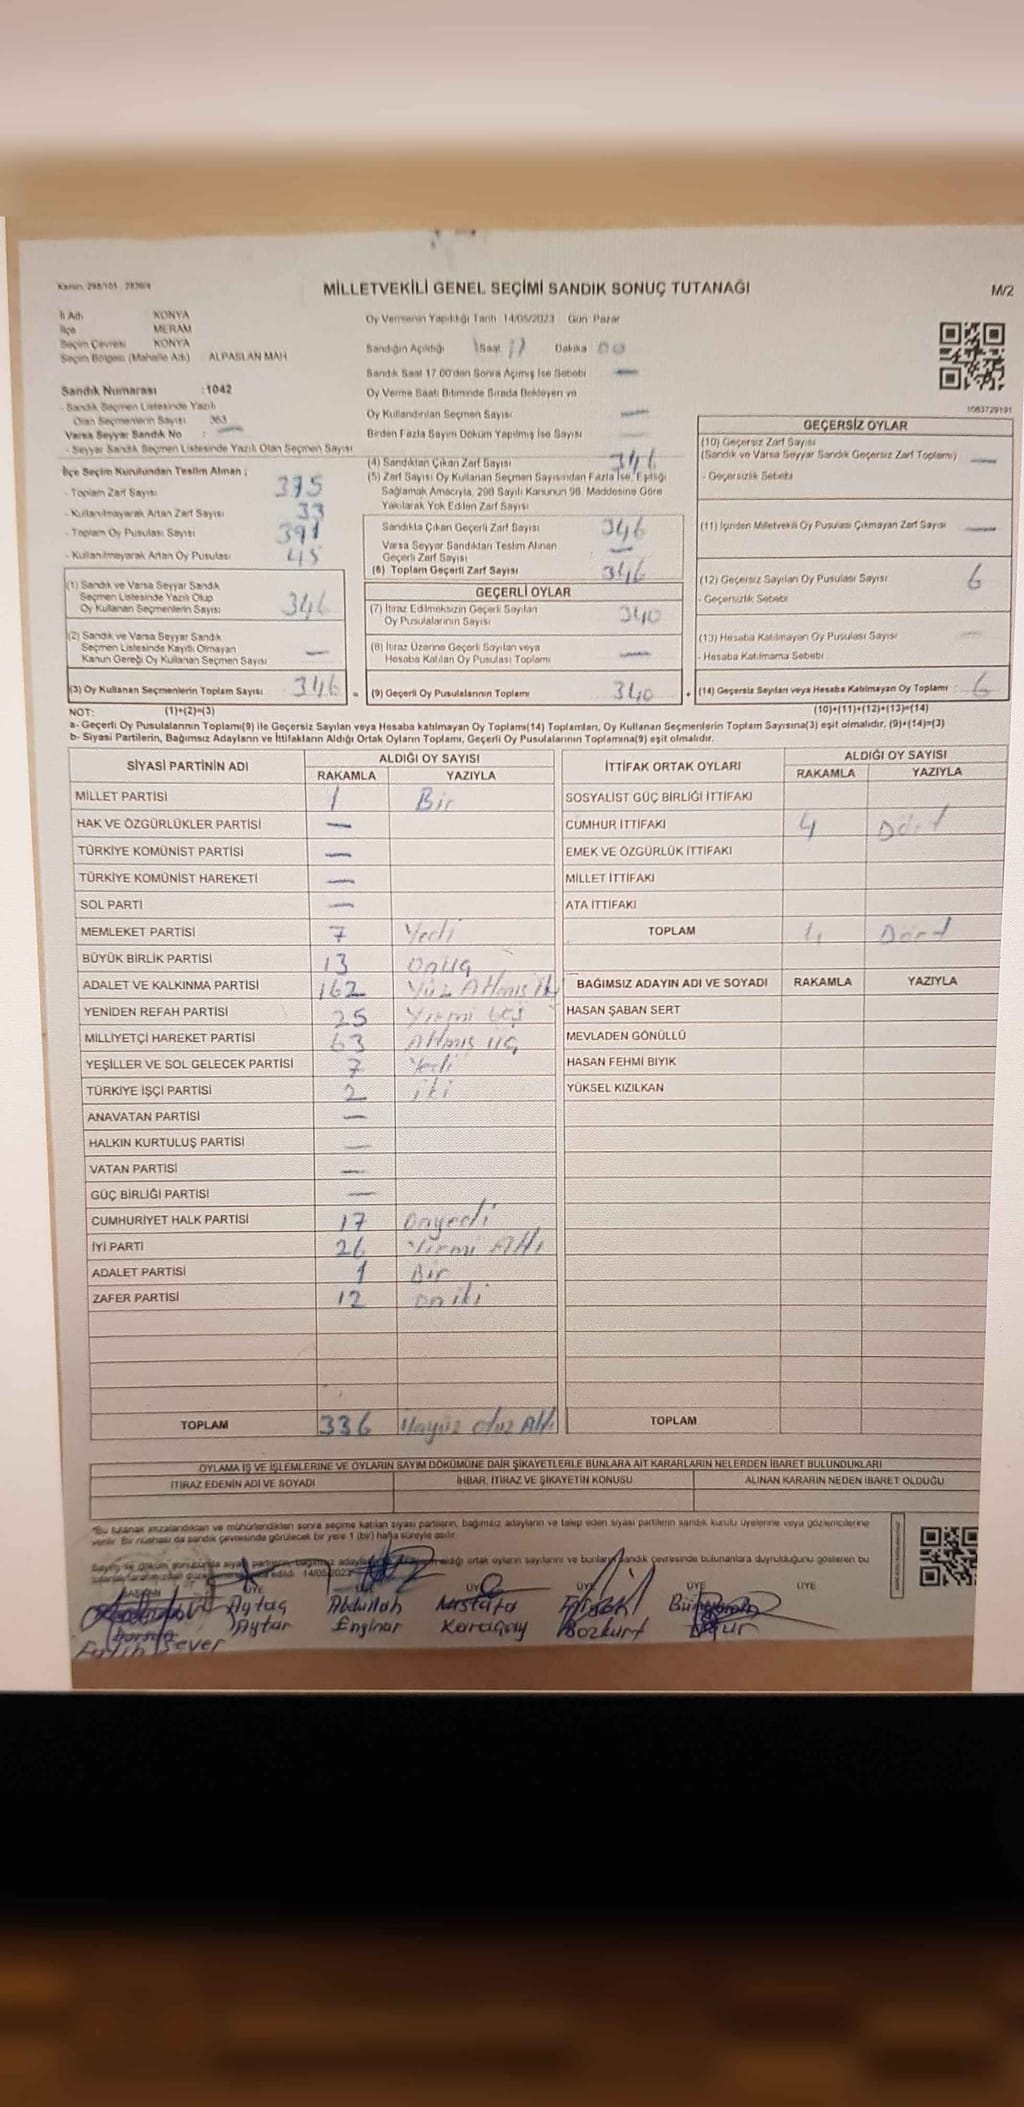 Kanun: 298/105 - 2839/4
MİLLETVEKİLİ GENEL SEÇİMİ SANDIK SONUÇ TUTANAĞI
M/2
İl Adı KONYA
İlçe MERAM
Seçim Çevresi KONYA
Seçim Bölgesi (Mahalle Adı) ALPASLAN MAH
Sandık Numarası :1042
- Sandık Seçmen Listesinde Yazılı
Olan Seçmenlerin Sayısı 363
Varsa Seyyar Sandık No : —
- Seyyar Sandık Seçmen Listesinde Yazılı Olan Seçmen Sayısı
İlçe Seçim Kurulundan Teslim Alınan ;
- Toplam Zarf Sayısı 375
- Kullanılmayarak Artan Zarf Sayısı 33
- Toplam Oy Pusulası Sayısı 391
- Kullanılmayarak Artan Oy Pusulası 45
(1) Sandık ve Varsa Seyyar Sandık
Seçmen Listesinde Yazılı Olup
Oy Kullanan Seçmenlerin Sayısı 346
(2) Sandık ve Varsa Seyyar Sandık
Seçmen Listesinde Kayıtlı Olmayan
Kanun Gereği Oy Kullanan Seçmen Sayısı —
(3) Oy Kullanan Seçmenlerin Toplam Sayısı 346 =
Oy Vermenin Yapıldığı Tarih :14/05/2023 Gün Pazar
Sandığın Açıldığı Saat 17 Dakika 00
Sandık Saat 17.00'den Sonra Açılmış İse Sebebi —
Oy Verme Saati Bitiminde Sırada Bekleyen ve
Oy Kullandırılan Seçmen Sayısı —
Birden Fazla Sayım Döküm Yapılmış İse Sayısı —
(4) Sandıktan Çıkan Zarf Sayısı 346
(5) Zarf Sayısı Oy Kullanan Seçmen Sayısından Fazla İse, Eşitliği
Sağlamak Amacıyla, 298 Sayılı Kanunun 98. Maddesine Göre
Yakılarak Yok Edilen Zarf Sayısı
Sandıkta Çıkan Geçerli Zarf Sayısı 346
Varsa Seyyar Sandıktan Teslim Alınan
Geçerli Zarf Sayısı —
(6) Toplam Geçerli Zarf Sayısı 346
GEÇERLİ OYLAR
(7) İtiraz Edilmeksizin Geçerli Sayılan
Oy Pusulalarının Sayısı 340
(8) İtiraz Üzerine Geçerli Sayılan veya
Hesaba Katılan Oy Pusulası Toplamı —
(9) Geçerli Oy Pusulalarının Toplamı 340 +
1083729191
GEÇERSİZ OYLAR
(10) Geçersiz Zarf Sayısı
(Sandık ve Varsa Seyyar Sandık Geçersiz Zarf Toplamı) —
- Geçersizlik Sebebi
(11) İçinden Milletvekili Oy Pusulası Çıkmayan Zarf Sayısı —
(12) Geçersiz Sayılan Oy Pusulası Sayısı 6
- Geçersizlik Sebebi
(13) Hesaba Katılmayan Oy Pusulası Sayısı —
- Hesaba Katılmama Sebebi
(14) Geçersiz Sayılan veya Hesaba Katılmayan Oy Toplamı : 6
NOT: (1)+(2)=(3) (10)+(11)+(12)+(13)=(14)
a- Geçerli Oy Pusulalarının Toplamı(9) ile Geçersiz Sayılan veya Hesaba katılmayan Oy Toplamı(14) Toplamları, Oy Kullanan Seçmenlerin Toplam Sayısına(3) eşit olmalıdır. (9)+(14)=(3)
b- Siyasi Partilerin, Bağımsız Adayların ve İttifakların Aldığı Ortak Oyların Toplamı, Geçerli Oy Pusulalarının Toplamına(9) eşit olmalıdır.
SİYASİ PARTİNİN ADI ALDIĞI OY SAYISI
RAKAMLA YAZIYLA
MİLLET PARTİSİ 1 Bir
HAK VE ÖZGÜRLÜKLER PARTİSİ —
TÜRKİYE KOMÜNİST PARTİSİ —
TÜRKİYE KOMÜNİST HAREKETİ —
SOL PARTİ —
MEMLEKET PARTİSİ 7 Yedi
BÜYÜK BİRLİK PARTİSİ 13 Onüç
ADALET VE KALKINMA PARTİSİ 162 Yüz Atmış İki
YENİDEN REFAH PARTİSİ 25 Yirmi beş
MİLLİYETÇİ HAREKET PARTİSİ 63 Atmış üç
YEŞİLLER VE SOL GELECEK PARTİSİ 7 Yedi
TÜRKİYE İŞÇİ PARTİSİ 2 iki
ANAVATAN PARTİSİ —
HALKIN KURTULUŞ PARTİSİ —
VATAN PARTİSİ —
GÜÇ BİRLİĞİ PARTİSİ —
CUMHURİYET HALK PARTİSİ 17 Onyedi
İYİ PARTİ 26 Yirmi Altı
ADALET PARTİSİ 1 Bir
ZAFER PARTİSİ 12 On iki
TOPLAM 336 Üçyüz Otuz Altı
İTTİFAK ORTAK OYLARI ALDIĞI OY SAYISI
RAKAMLA YAZIYLA
SOSYALİST GÜÇ BİRLİĞİ İTTİFAKI
CUMHUR İTTİFAKI 4 Dört
EMEK VE ÖZGÜRLÜK İTTİFAKI
MİLLET İTTİFAKI
ATA İTTİFAKI
TOPLAM 4 Dört
BAĞIMSIZ ADAYIN ADI VE SOYADI RAKAMLA YAZIYLA
HASAN ŞABAN SERT
MEVLADEN GÖNÜLLÜ
HASAN FEHMİ BIYIK
YÜKSEL KIZILKAN
TOPLAM
OYLAMA İŞ VE İŞLEMLERİNE VE OYLARIN SAYIM DÖKÜMÜNE DAİR ŞİKAYETLERLE BUNLARA AİT KARARLARIN NELERDEN İBARET BULUNDUKLARI
İTİRAZ EDENİN ADI VE SOYADI İHBAR, İTİRAZ VE ŞİKAYETİN KONUSU ALINAN KARARIN NEDEN İBARET OLDUĞU
"Bu tutanak imzalandıktan ve mühürlendikten sonra seçime katılan siyasi partilerin, bağımsız adayların ve talep eden siyasi partilerin sandık kurulu üyelerine veya gözlemcilerine
verilir. Bir nüshası da sandık çevresinde görülecek bir yere 1 (bir) hafta süreyle asılır.
Sayım ve döküm sonucunda siyasi partilerin, bağımsız adayların aldığı ortak oyların sayılarını ve bunların sandık çevresinde bulunanlara duyrulduğunu gösteren bu
14/05/2023
BAŞKAN ÜYE ÜYE ÜYE ÜYE ÜYE
Aytaç Abdullah Mustafa
Aytar Enginar Karaçay Bozkurt
Fatih Sever